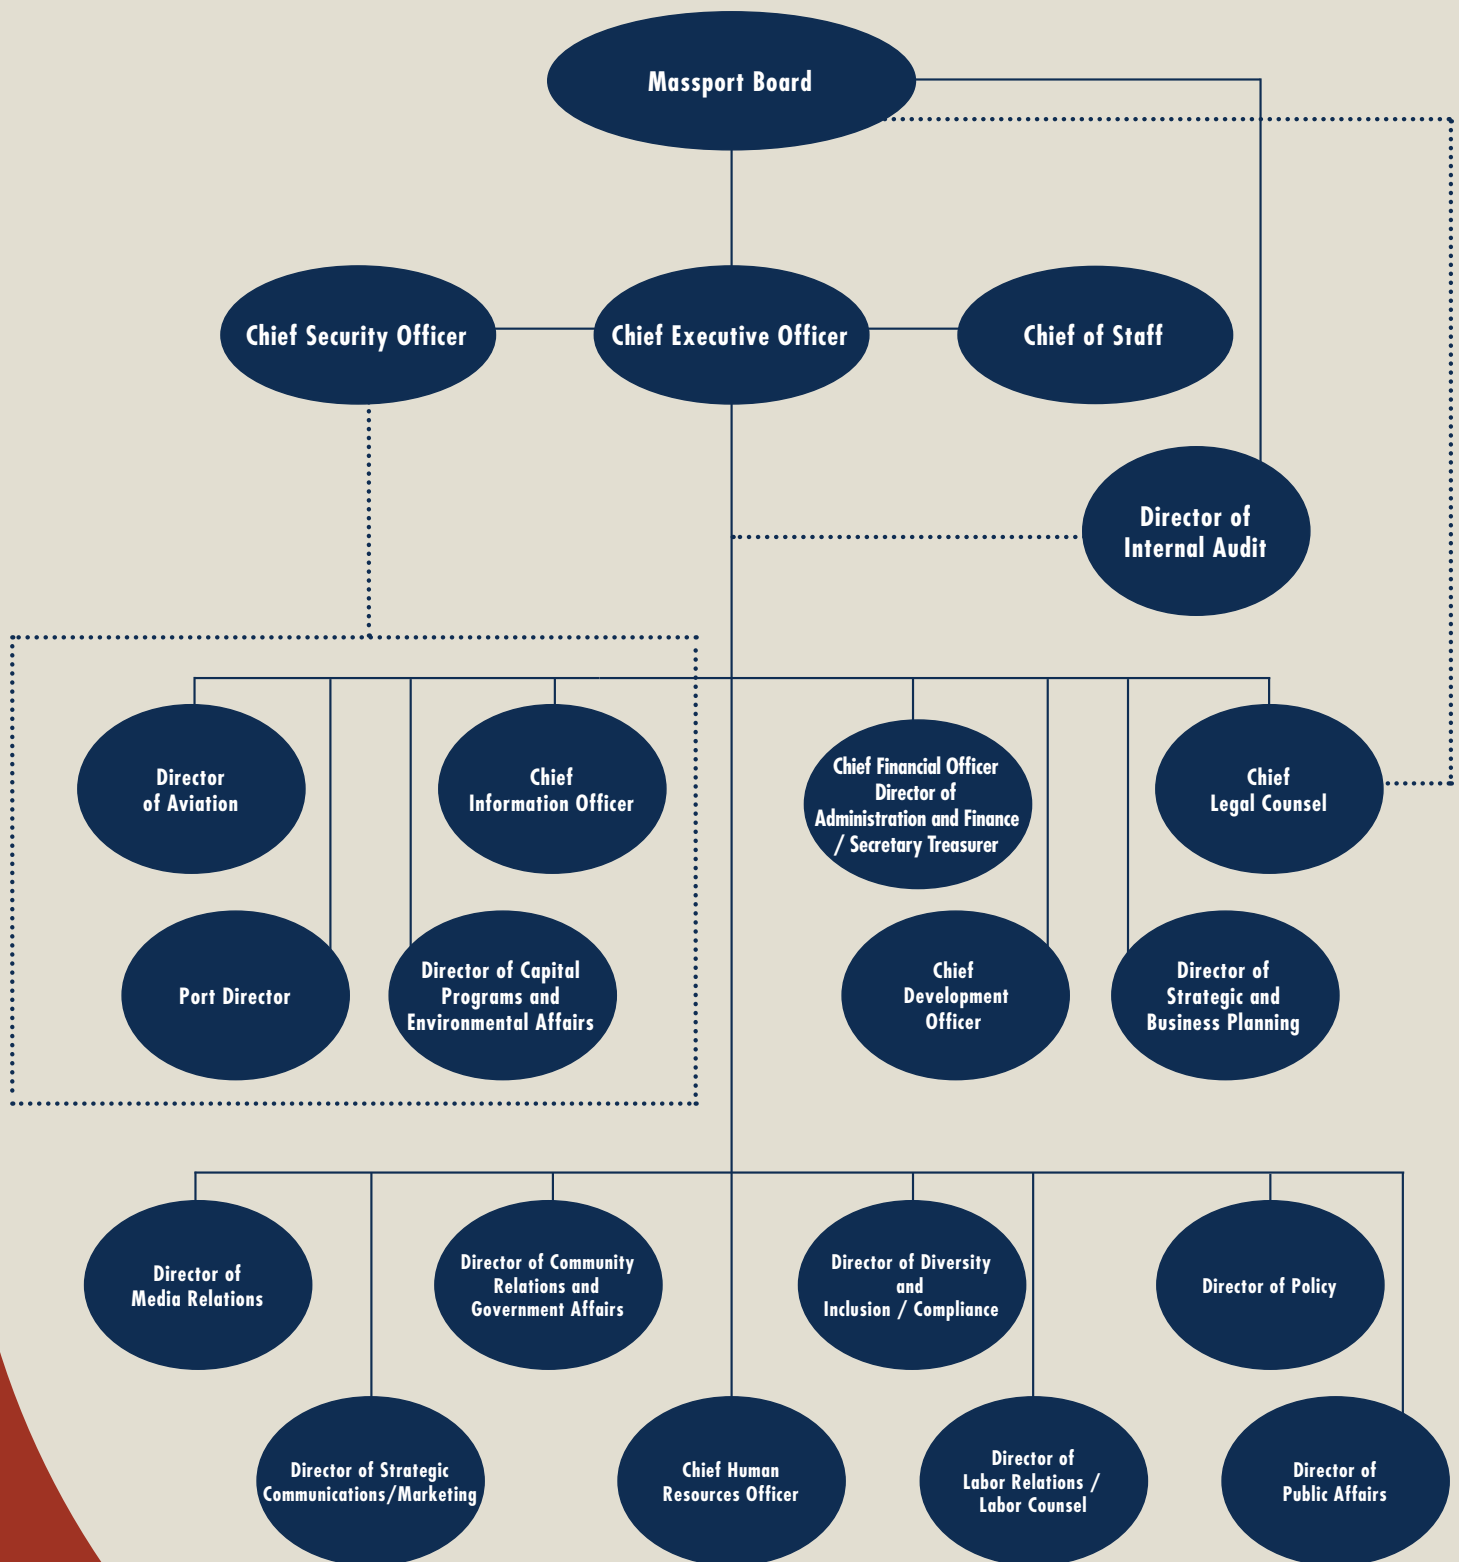 Massport Board
Chief Security Officer
Chief Executive Officer
Chief of Staff
Director of
Internal Audit
Director
of Aviation
Chief
Information Officer
Chief Financial Officer
Director of
Administration and Finance
/ Secretary Treasurer
Chief
Legal Counsel
Port Director
Director of Capital
Programs and
Environmental Affairs
Chief
Development
Officer
Director of
Strategic and
Business Planning
Director of
Media Relations
Director of Community
Relations and
Government Affairs
Director of Diversity
and
Inclusion / Compliance
Director of Policy
Director of Strategic
Communications/Marketing
Chief Human
Resources Officer
Director of
Labor Relations /
Labor Counsel
Director of
Public Affairs